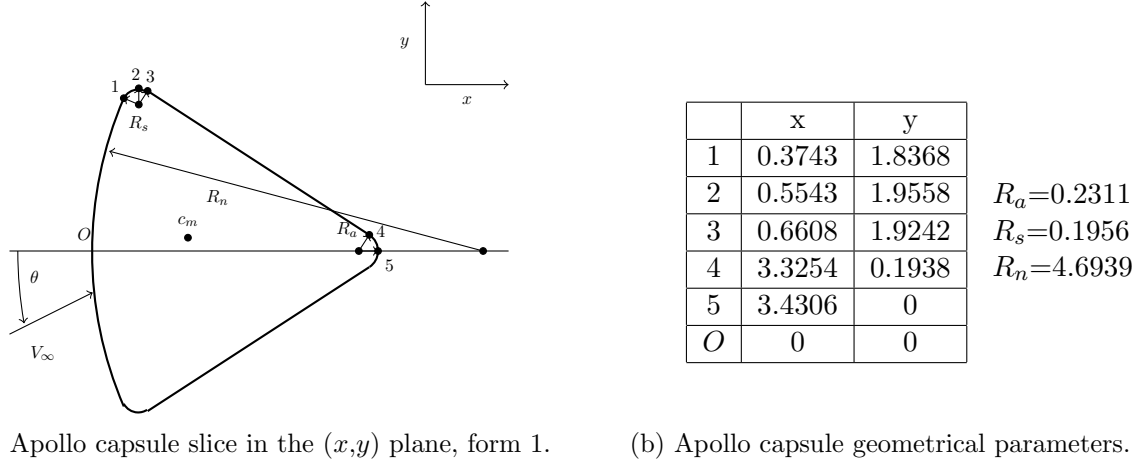 y
x
2
3
1
R_s
R_n
c_m
R_a
4
O
5
θ
V_∞
Apollo capsule slice in the (x,y) plane, form 1.
x y
1 0.3743 1.8368
2 0.5543 1.9558
3 0.6608 1.9242
4 3.3254 0.1938
5 3.4306 0
O 0 0
R_a=0.2311
R_s=0.1956
R_n=4.6939
(b) Apollo capsule geometrical parameters.